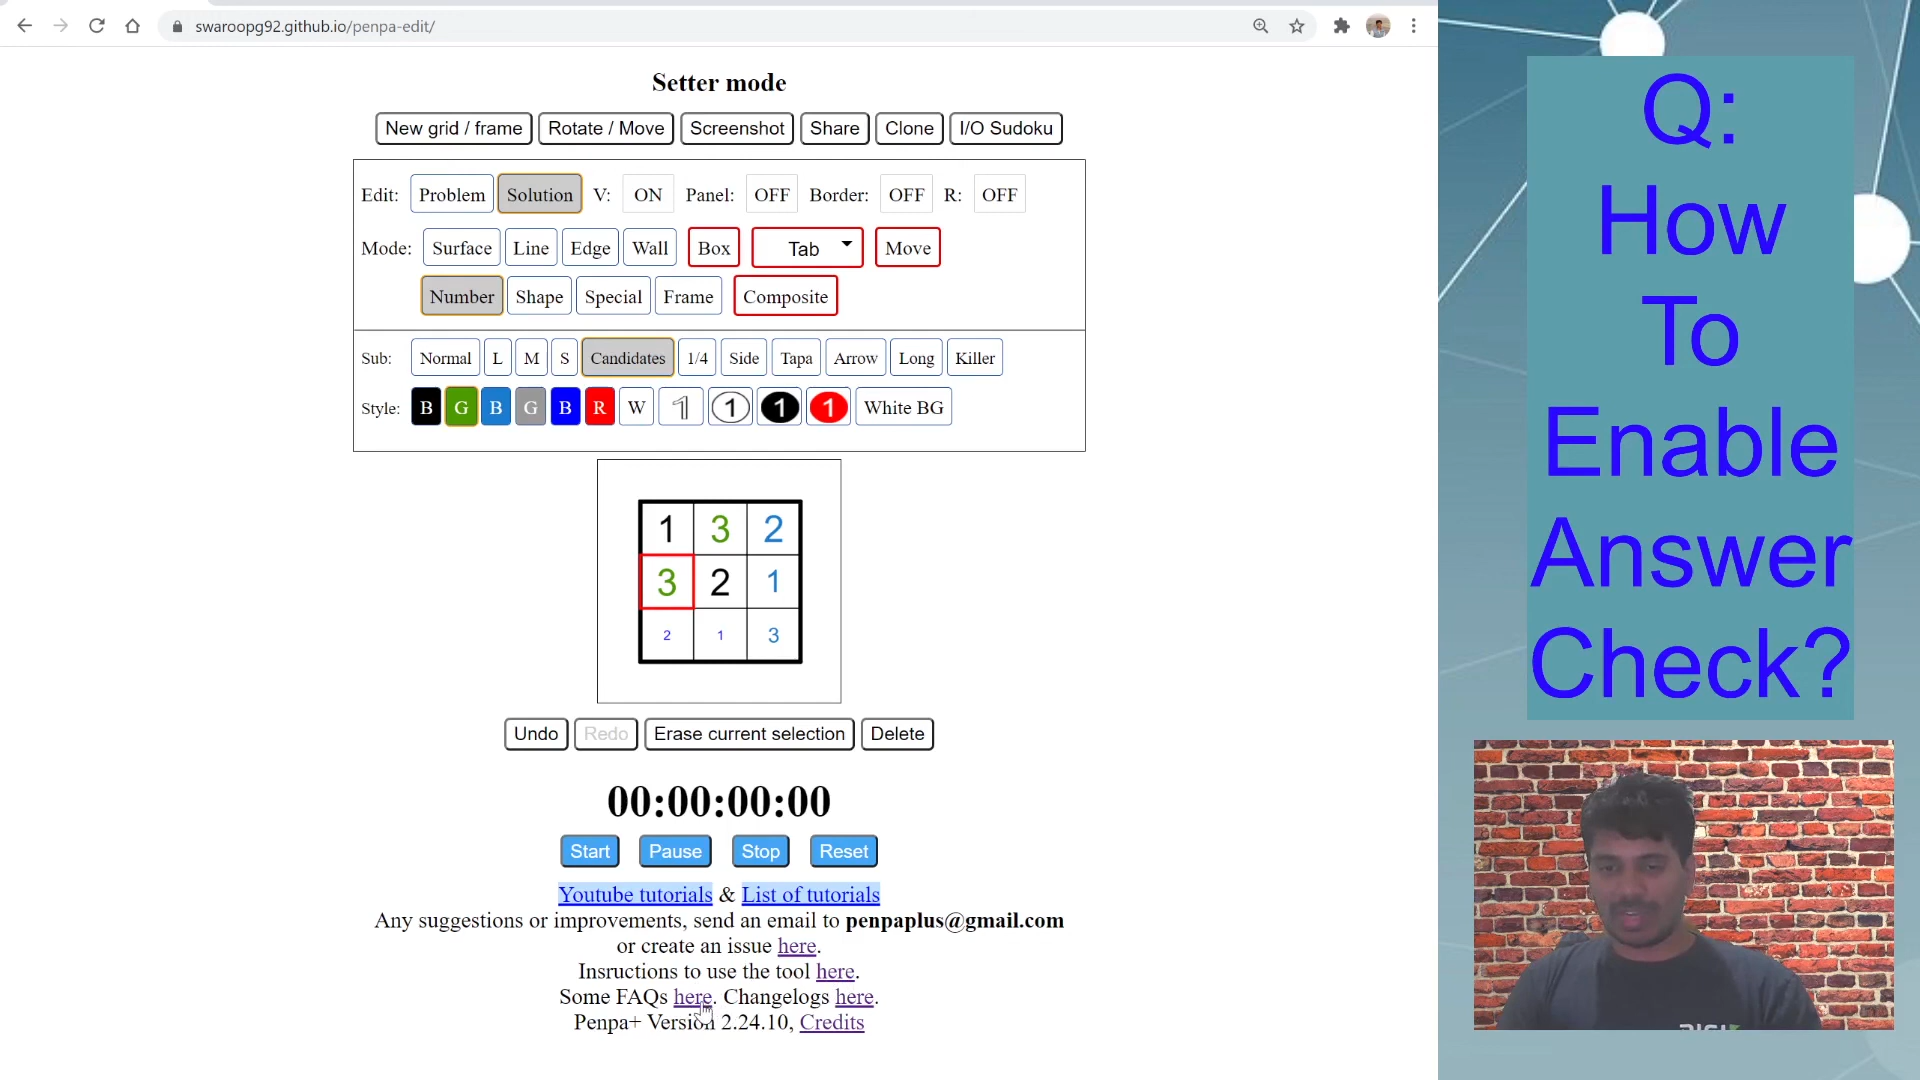 swaroopg92.github.io/penpa-edit/
Setter mode
New grid / frame Rotate / Move Screenshot Share Clone I/O Sudoku
Edit: Problem Solution V: ON Panel: OFF Border: OFF R: OFF
Mode: Surface Line Edge Wall Box Tab Move
Number Shape Special Frame Composite
Sub: Normal L M S Candidates 1/4 Side Tapa Arrow Long Killer
Style: B G B G B R W 1 1 1 1 White BG
1 3 2
3 2 1
2 1 3
Undo Redo Erase current selection Delete
00:00:00:00
Start Pause Stop Reset
Youtube tutorials & List of tutorials
Any suggestions or improvements, send an email to penpaplus@gmail.com
or create an issue here.
Insructions to use the tool here.
Some FAQs here. Changelogs here.
Penpa+ Version 2.24.10, Credits
Q:
How
To
Enable
Answer
Check?